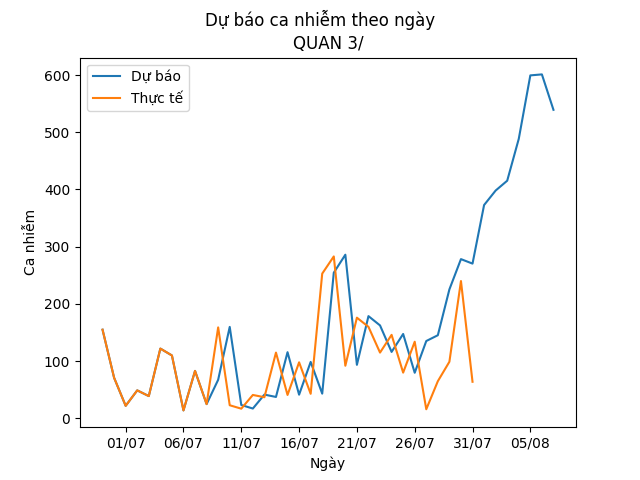 Dự báo ca nhiễm theo ngày
QUAN 3/
Dự báo
Thực tế
Ca nhiễm
600
500
400
300
200
100
0
01/07 06/07 11/07 16/07 21/07 26/07 31/07 05/08
Ngày